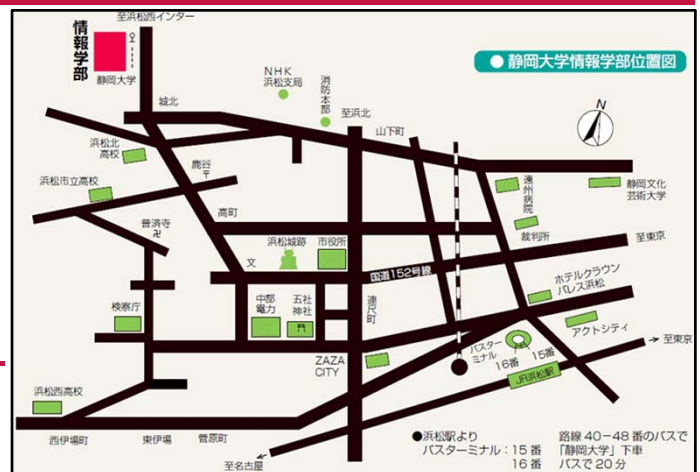 至浜松西インター
情報学部
静岡大学
● 静岡大学情報学部位置図
NHK
浜松支局
消防本部
至浜北
城北
山下町
N
浜松北
高校
鹿谷
〒
浜松市立高校
遠州病院
静岡文化
芸術大学
高町
裁判所
普済寺
卍
浜松城跡
市役所
至東京
文
国道152号線
ホテルクラウン
パレス浜松
検察庁
中部
電力
五社
神社
連尺町
アクトシティ
バスター
ミナル
16番
15番
至東京
ZAZA
CITY
JR浜松駅
浜松西高校
西伊場町
東伊場
菅原町
至名古屋
●浜松駅より 路線40-48番のバスで
バスターミナル:15番 「静岡大学」下車
16番 バスで20分